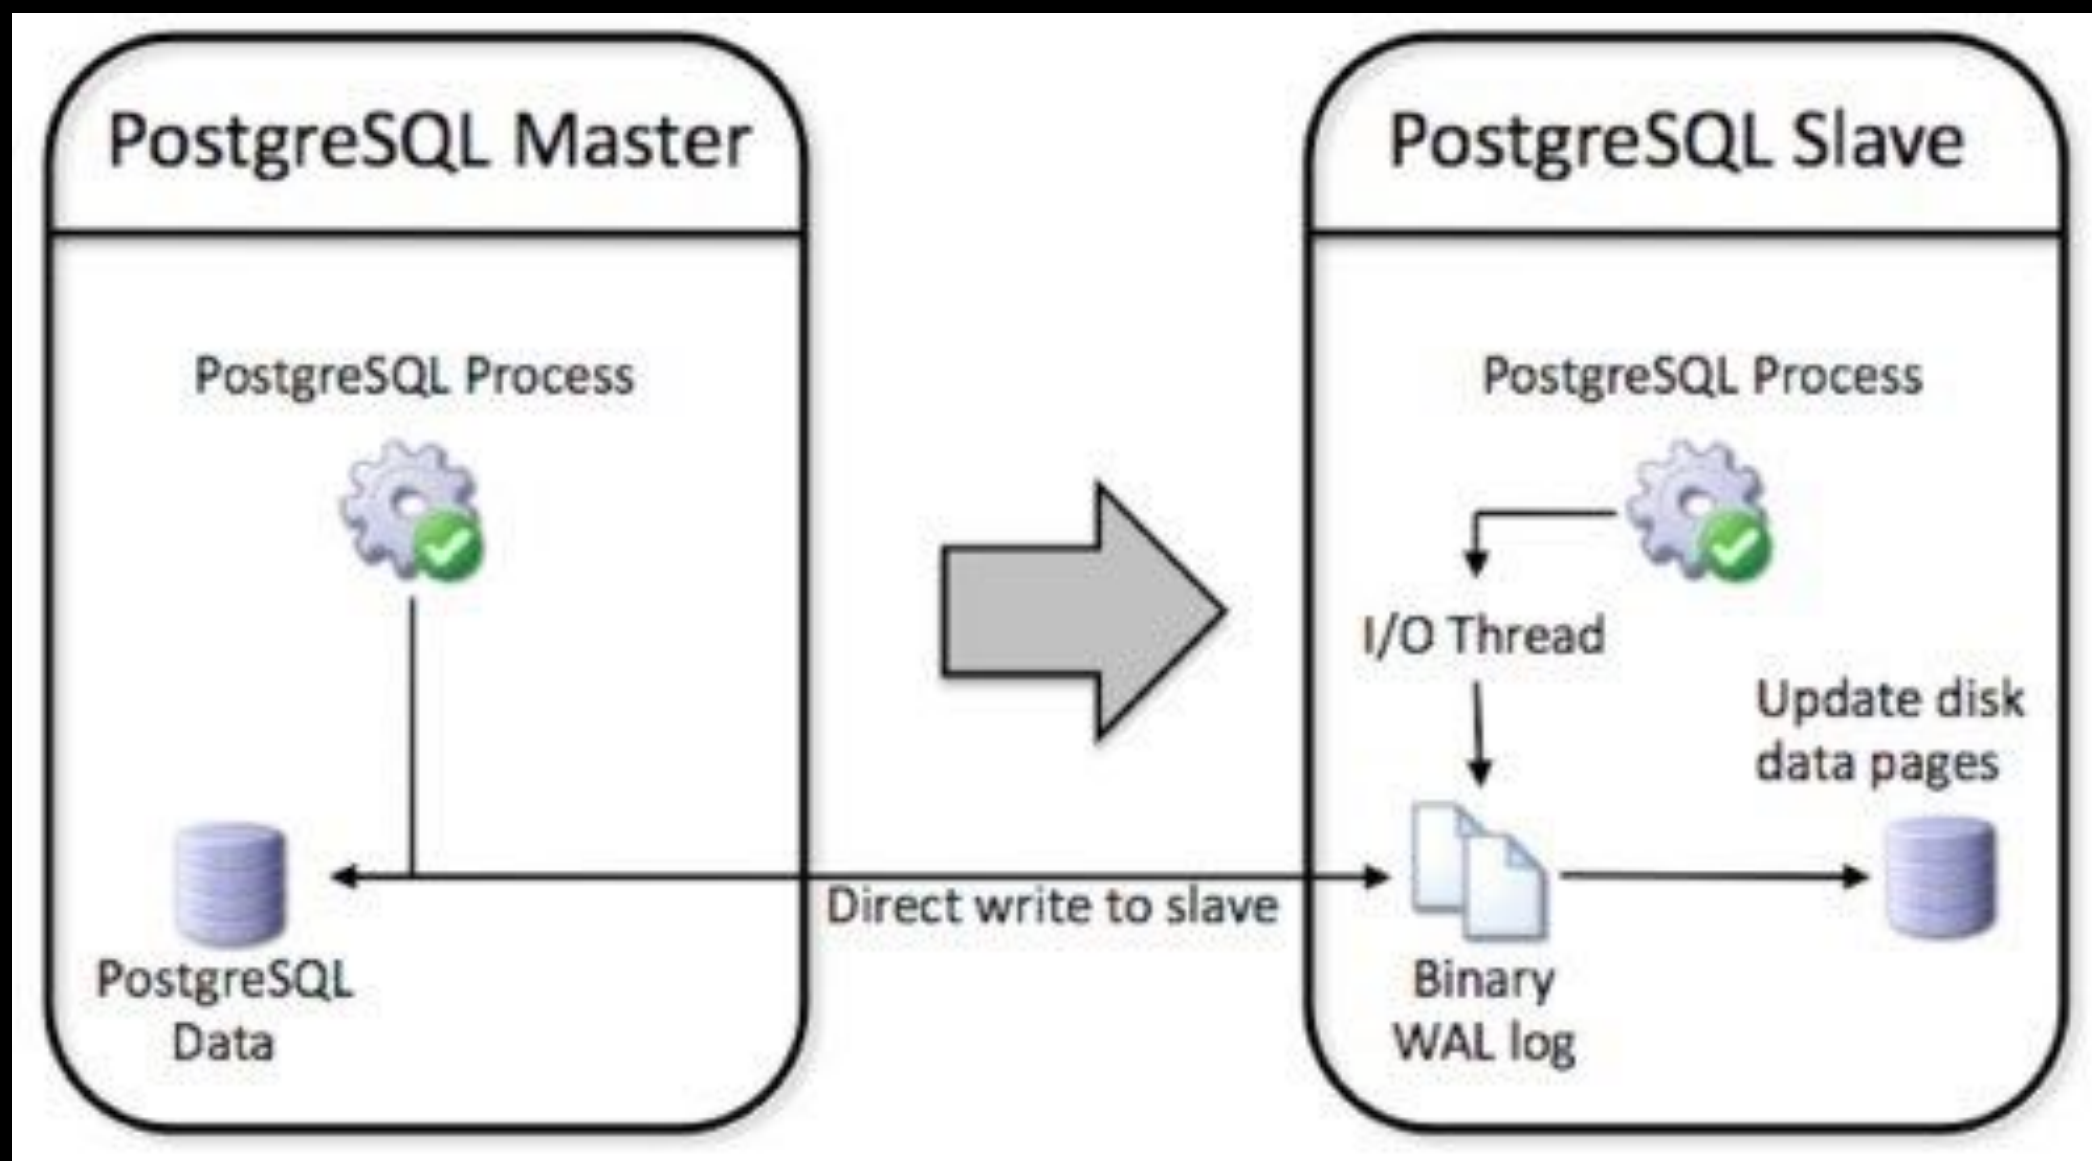 PostgreSQL Master
PostgreSQL Process
PostgreSQL
Data
Direct write to slave
PostgreSQL Slave
PostgreSQL Process
I/O Thread
Update disk
data pages
Binary
WAL log